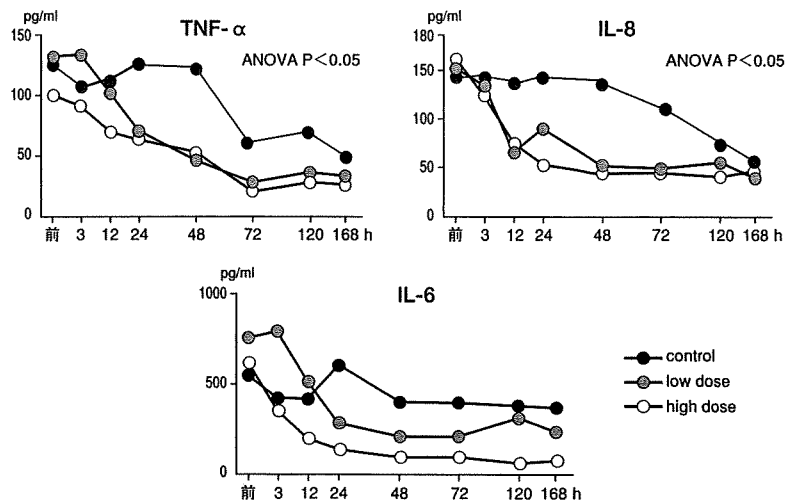 TNF-α
pg/ml
ANOVA P＜0.05
150
100
50
0
前 3 12 24 48 72 120 168 h
IL-8
pg/ml
ANOVA P＜0.05
180
150
100
50
0
前 3 12 24 48 72 120 168 h
IL-6
pg/ml
1000
500
0
前 3 12 24 48 72 120 168 h
control
low dose
high dose